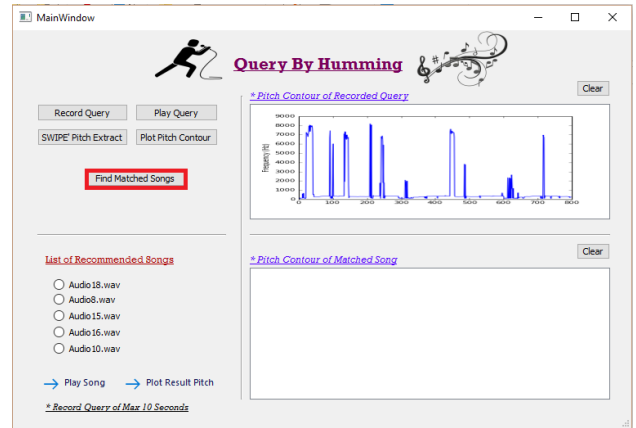 MainWindow
Query By Humming
Record Query
Play Query
SWIPE' Pitch Extract
Plot Pitch Contour
Find Matched Songs
* Pitch Contour of Recorded Query
Clear
Frequency (Hz)
9000
8000
7000
6000
5000
4000
3000
2000
1000
0
0 100 200 300 400 500 600 700 800
List of Recommended Songs
Audio18.wav
Audio8.wav
Audio15.wav
Audio16.wav
Audio10.wav
Play Song
Plot Result Pitch
* Record Query of Max 10 Seconds
* Pitch Contour of Matched Song
Clear